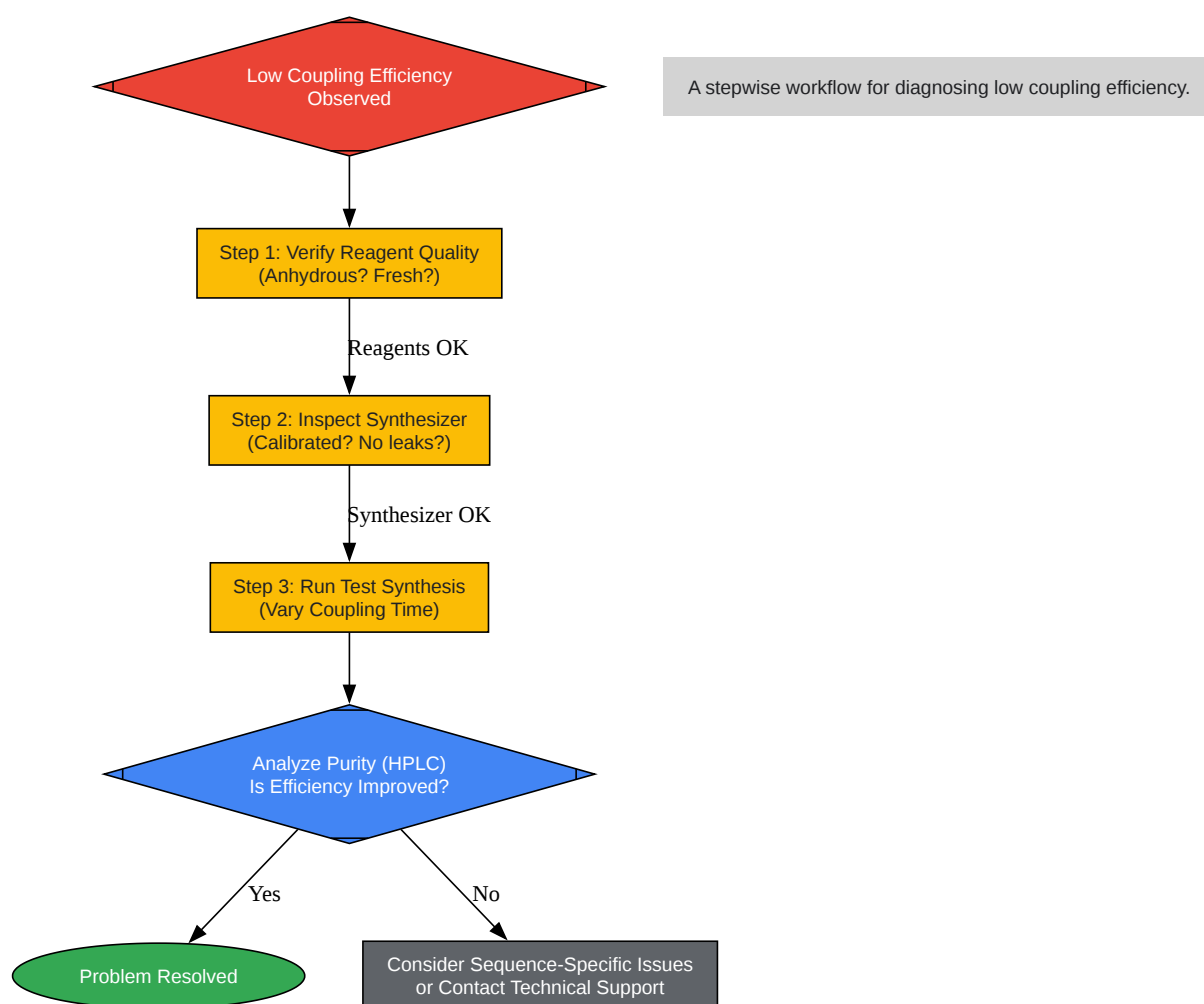 Low Coupling Efficiency
Observed
A stepwise workflow for diagnosing low coupling efficiency.
Step 1: Verify Reagent Quality
(Anhydrous? Fresh?)
Reagents OK
Step 2: Inspect Synthesizer
(Calibrated? No leaks?)
Synthesizer OK
Step 3: Run Test Synthesis
(Vary Coupling Time)
Analyze Purity (HPLC)
Is Efficiency Improved?
Yes
No
Problem Resolved
Consider Sequence-Specific Issues
or Contact Technical Support